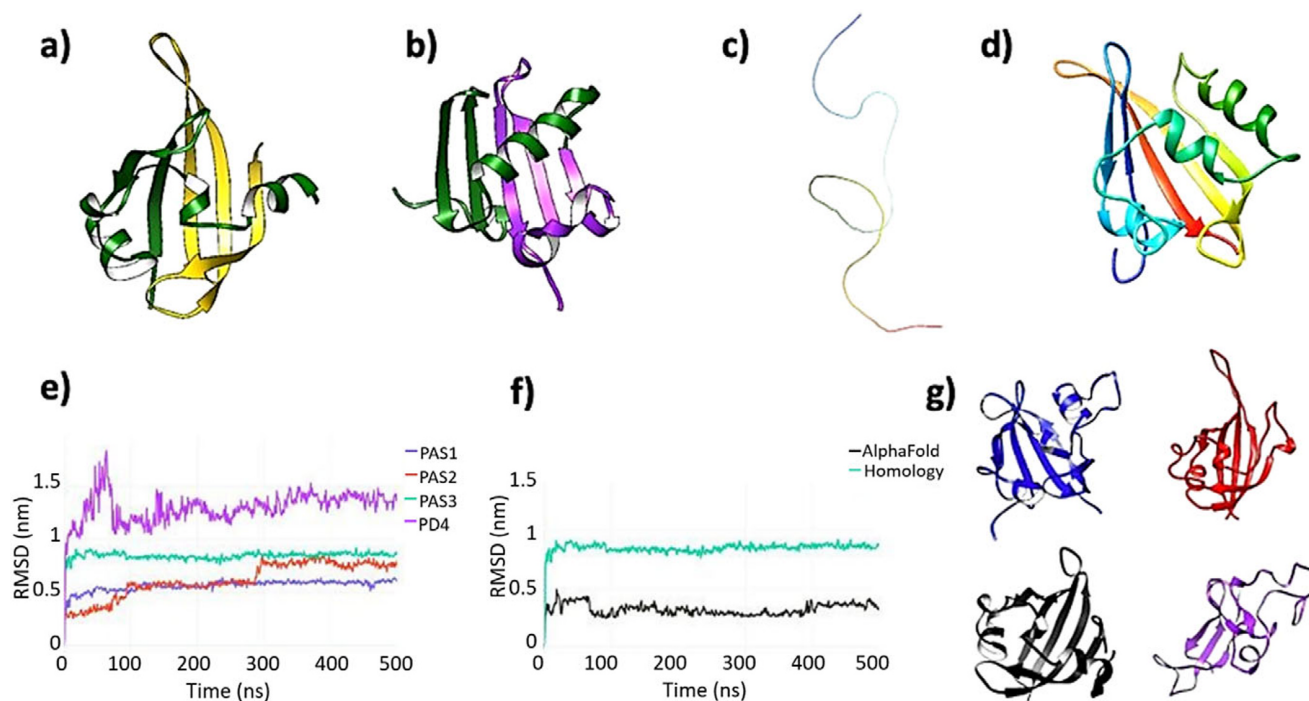 a)
b)
c)
d)
e)
RMSD (nm)
1.5
1
0.5
0
0
100
200
300
400
500
Time (ns)
PAS1
PAS2
PAS3
PD4
f)
RMSD (nm)
1.5
1
0.5
0
0
100
200
300
400
500
Time (ns)
AlphaFold
Homology
g)